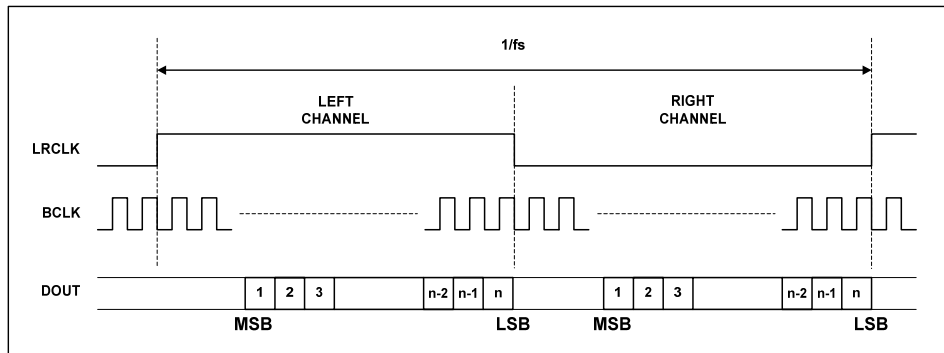 1/fs
LEFT
CHANNEL
RIGHT
CHANNEL
LRCLK
BCLK
DOUT
1 2 3 n-2 n-1 n 1 2 3 n-2 n-1 n
MSB LSB MSB LSB